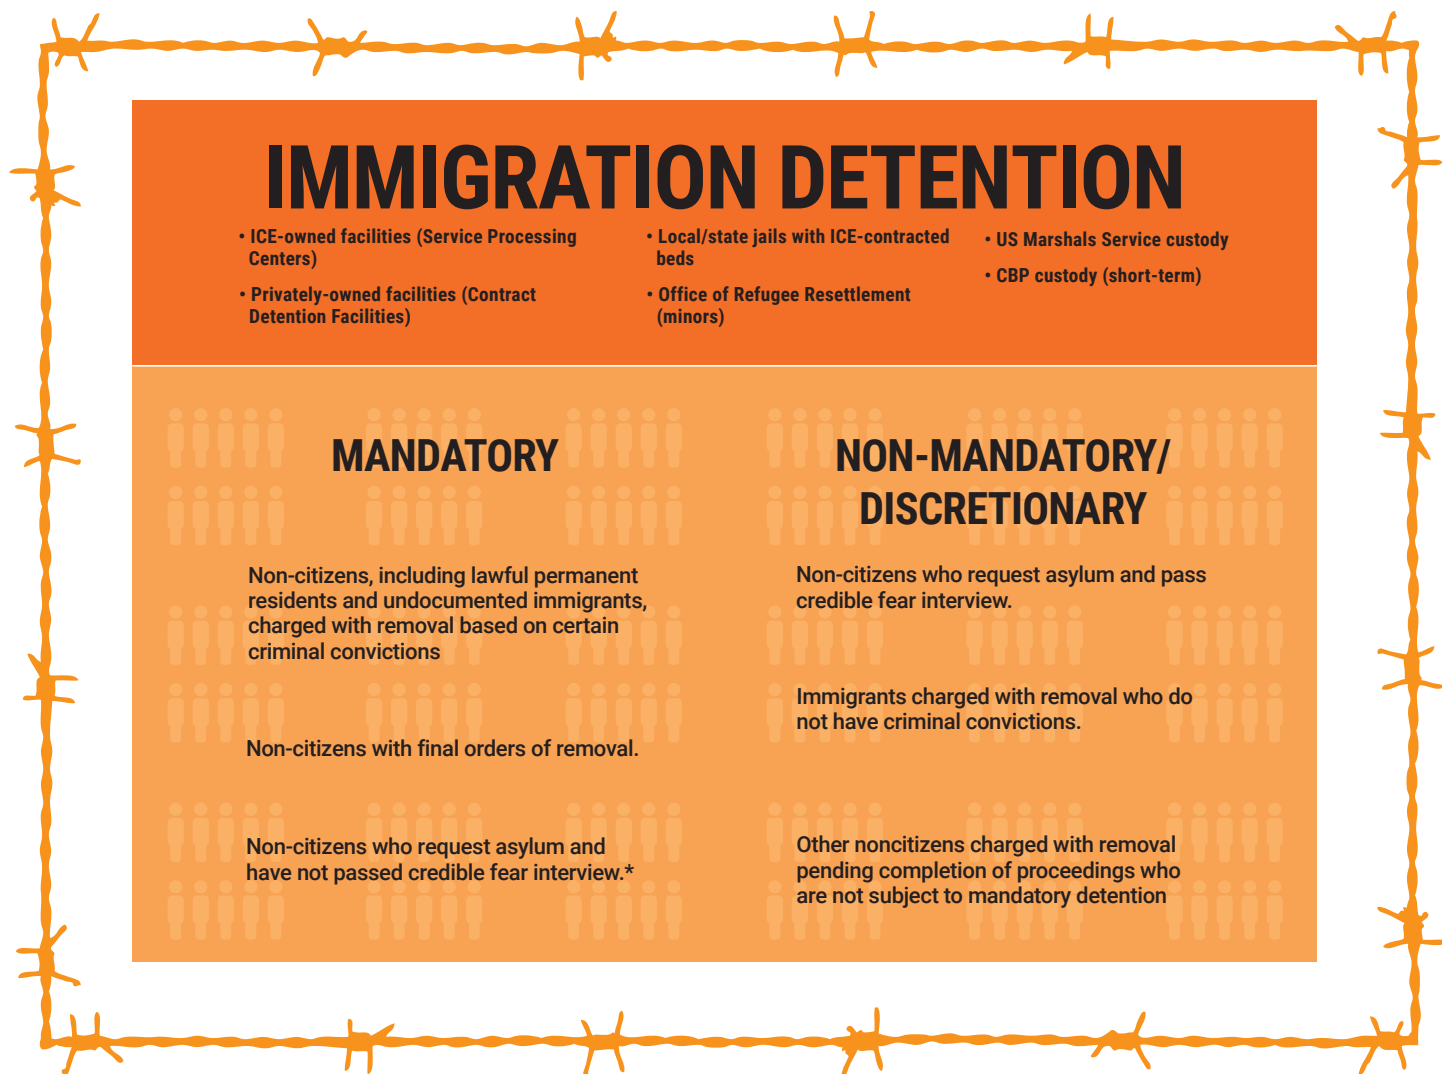 IMMIGRATION DETENTION
• ICE-owned facilities (Service Processing
Centers)
• Privately-owned facilities (Contract
Detention Facilities)
• Local/state jails with ICE-contracted
beds
• Office of Refugee Resettlement
(minors)
• US Marshals Service custody
• CBP custody (short-term)
MANDATORY
Non-citizens, including lawful permanent
residents and undocumented immigrants,
charged with removal based on certain
criminal convictions
Non-citizens with final orders of removal.
Non-citizens who request asylum and
have not passed credible fear interview.*
NON-MANDATORY/
DISCRETIONARY
Non-citizens who request asylum and pass
credible fear interview.
Immigrants charged with removal who do
not have criminal convictions.
Other noncitizens charged with removal
pending completion of proceedings who
are not subject to mandatory detention